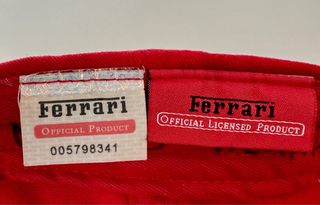 Ferrari
OFFICIAL PRODUCT
005798341
Ferrari
OFFICIAL LICENSED PRODUCT